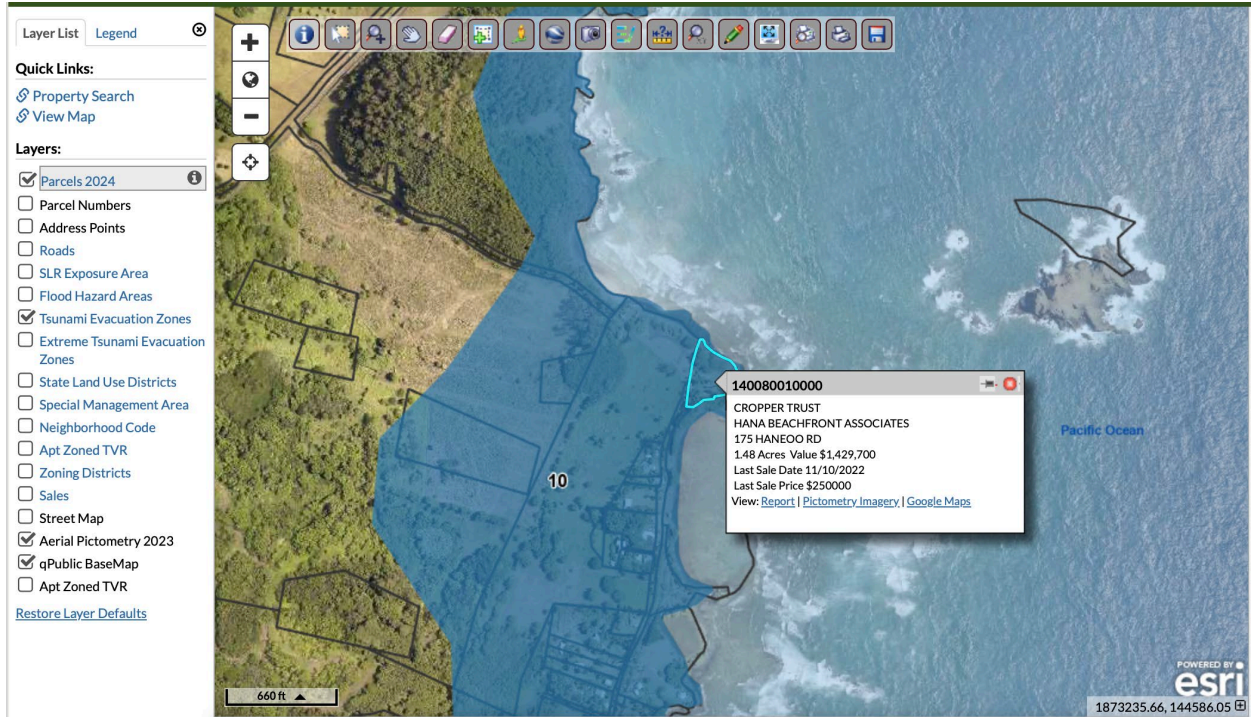 Layer List
Legend
Quick Links:
Property Search
View Map
Layers:
Parcels 2024
Parcel Numbers
Address Points
Roads
SLR Exposure Area
Flood Hazard Areas
Tsunami Evacuation Zones
Extreme Tsunami Evacuation
Zones
State Land Use Districts
Special Management Area
Neighborhood Code
Apt Zoned TVR
Zoning Districts
Sales
Street Map
Aerial Pictometry 2023
qPublic BaseMap
Apt Zoned TVR
Restore Layer Defaults
10
140080010000
CROPPER TRUST
HANA BEACHFRONT ASSOCIATES
175 HANEOO RD
1.48 Acres Value $1,429,700
Last Sale Date 11/10/2022
Last Sale Price $250000
View: Report | Pictometry Imagery | Google Maps
Pacific Ocean
660 ft
POWERED BY
esri
1873235.66, 144586.05